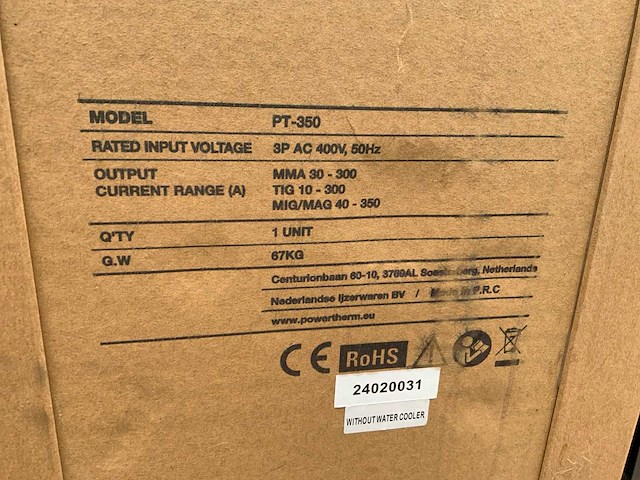 MODEL PT-350
RATED INPUT VOLTAGE 3P AC 400V, 50Hz
OUTPUT MMA 30 - 300
CURRENT RANGE (A) TIG 10 - 300
MIG/MAG 40 - 350
Q'TY 1 UNIT
G.W 67KG
Centurionbaan 60-10, 3769AL Soesterberg, Netherlands
Nederlandse Ijzerwaren BV / Made in P.R.C
www.powertherm.eu
CE RoHS
24020031
WITHOUT WATER COOLER